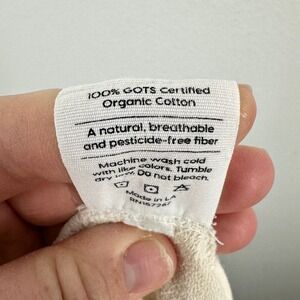 100% GOTS Certified
Organic Cotton
A natural, breathable
and pesticide-free fiber
Machine wash cold
with like colors. Tumble
dry low. Do not bleach.
Made in LA